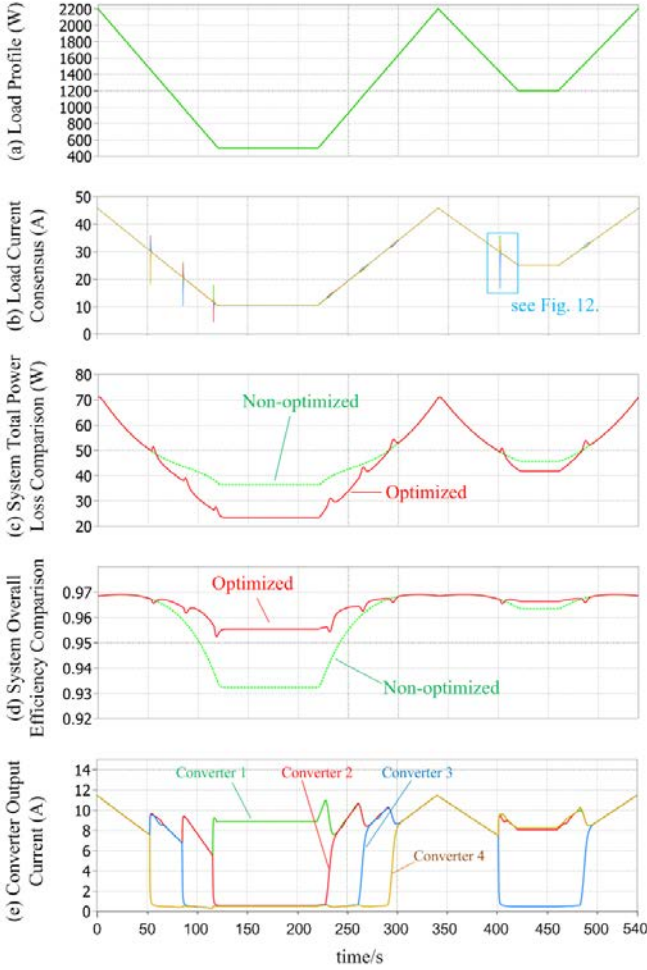 (a) Load Profile (W)
2200
2000
1800
1600
1400
1200
1000
800
600
400
(b) Load Current
Consensus (A)
50
40
30
20
10
0
see Fig. 12.
(c) System Total Power
Loss Comparison (W)
80
70
60
50
40
30
20
Non-optimized
Optimized
(d) System Overall
Efficiency Comparison
0.97
0.96
0.95
0.94
0.93
0.92
Optimized
Non-optimized
(e) Converter Output
Current (A)
14
12
10
8
6
4
2
0
Converter 1
Converter 2
Converter 3
Converter 4
0 50 100 150 200 250 300 350 400 450 500 540
time/s